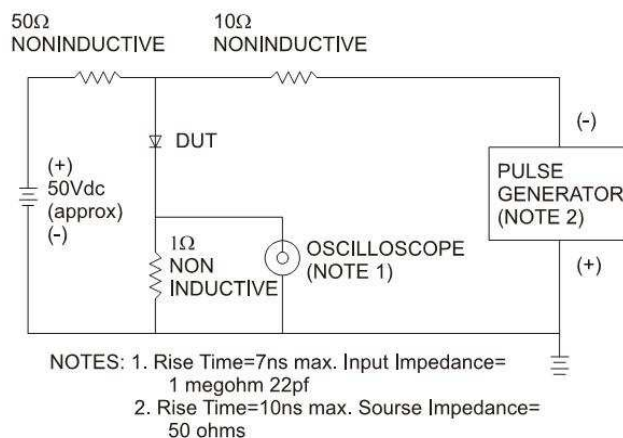 50Ω
NONINDUCTIVE
10Ω
NONINDUCTIVE
(+)
50Vdc
(approx)
(-)
DUT
1Ω
NON
INDUCTIVE
OSCILLOSCOPE
(NOTE 1)
(-)
PULSE
GENERATOR
(NOTE 2)
(+)
NOTES: 1. Rise Time=7ns max. Input Impedance=
1 megohm 22pf
2. Rise Time=10ns max. Sourse Impedance=
50 ohms